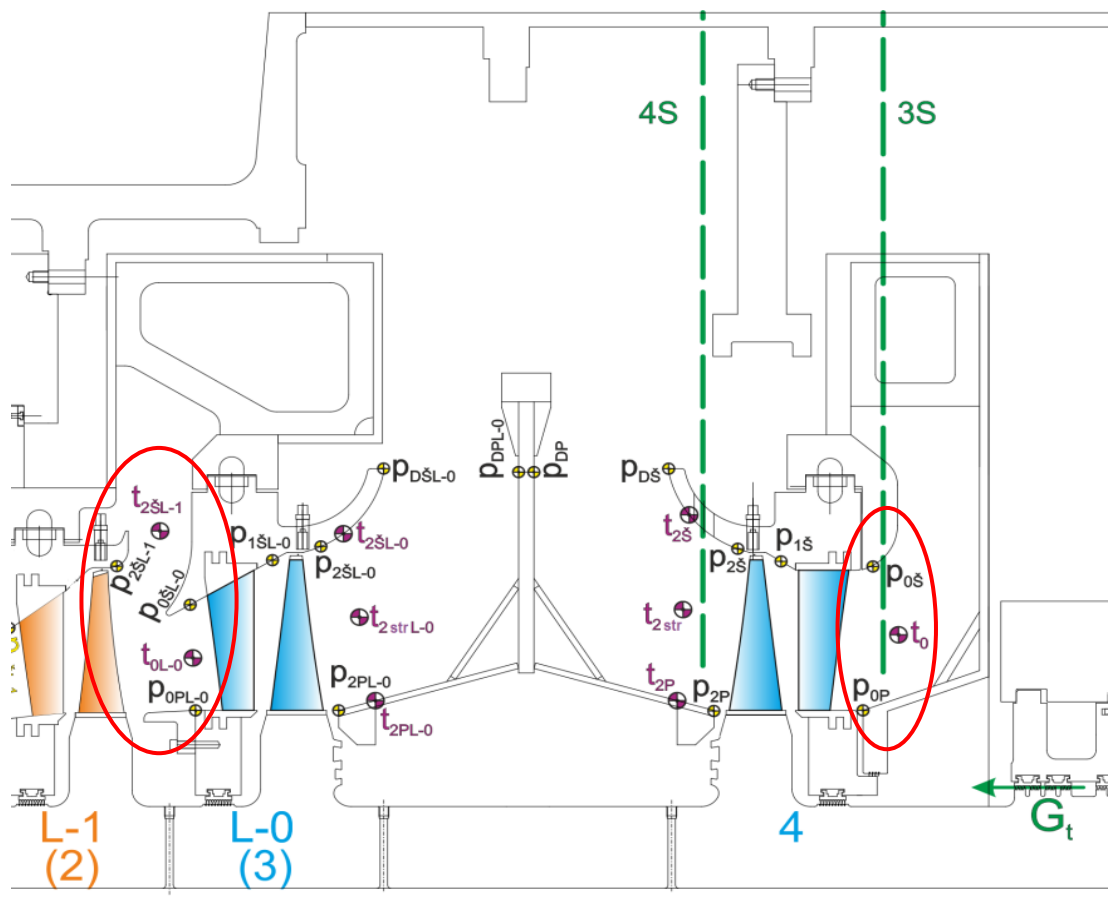 4S
3S
pDPL-0
pDP
pDŠL-0
pDŠ
t2ŠL-1
p1ŠL-0
t2ŠL-0
t2Š
p1Š
p2ŠL-1
p2ŠL-0
p2Š
p0Š
p0ŠL-0
t2 str L-0
t2 str
t0
t0L-0
p0PL-0
p2PL-0
t2P
p2P
p0P
t2PL-0
L-1
(2)
L-0
(3)
4
Gt